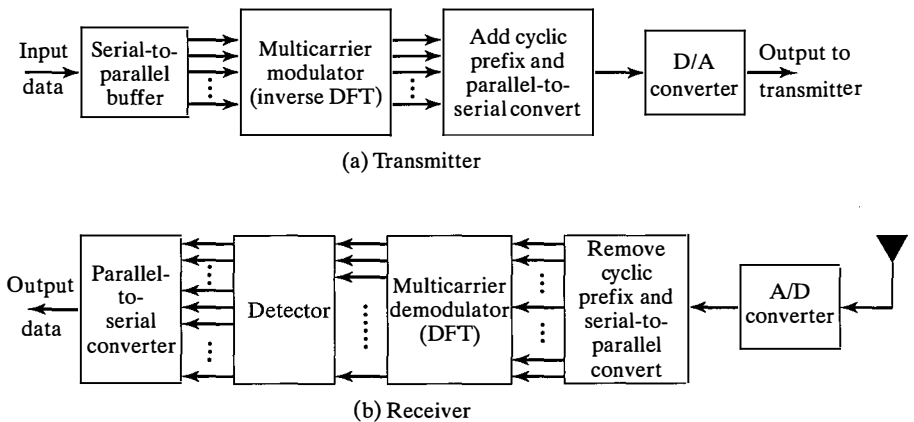 Input
data
Serial-to-
parallel
buffer
Multicarrier
modulator
(inverse DFT)
Add cyclic
prefix and
parallel-to-
serial convert
D/A
converter
Output to
transmitter
(a) Transmitter
Output
data
Parallel-
to-
serial
converter
Detector
Multicarrier
demodulator
(DFT)
Remove
cyclic
prefix and
serial-to-
parallel
convert
A/D
converter
(b) Receiver